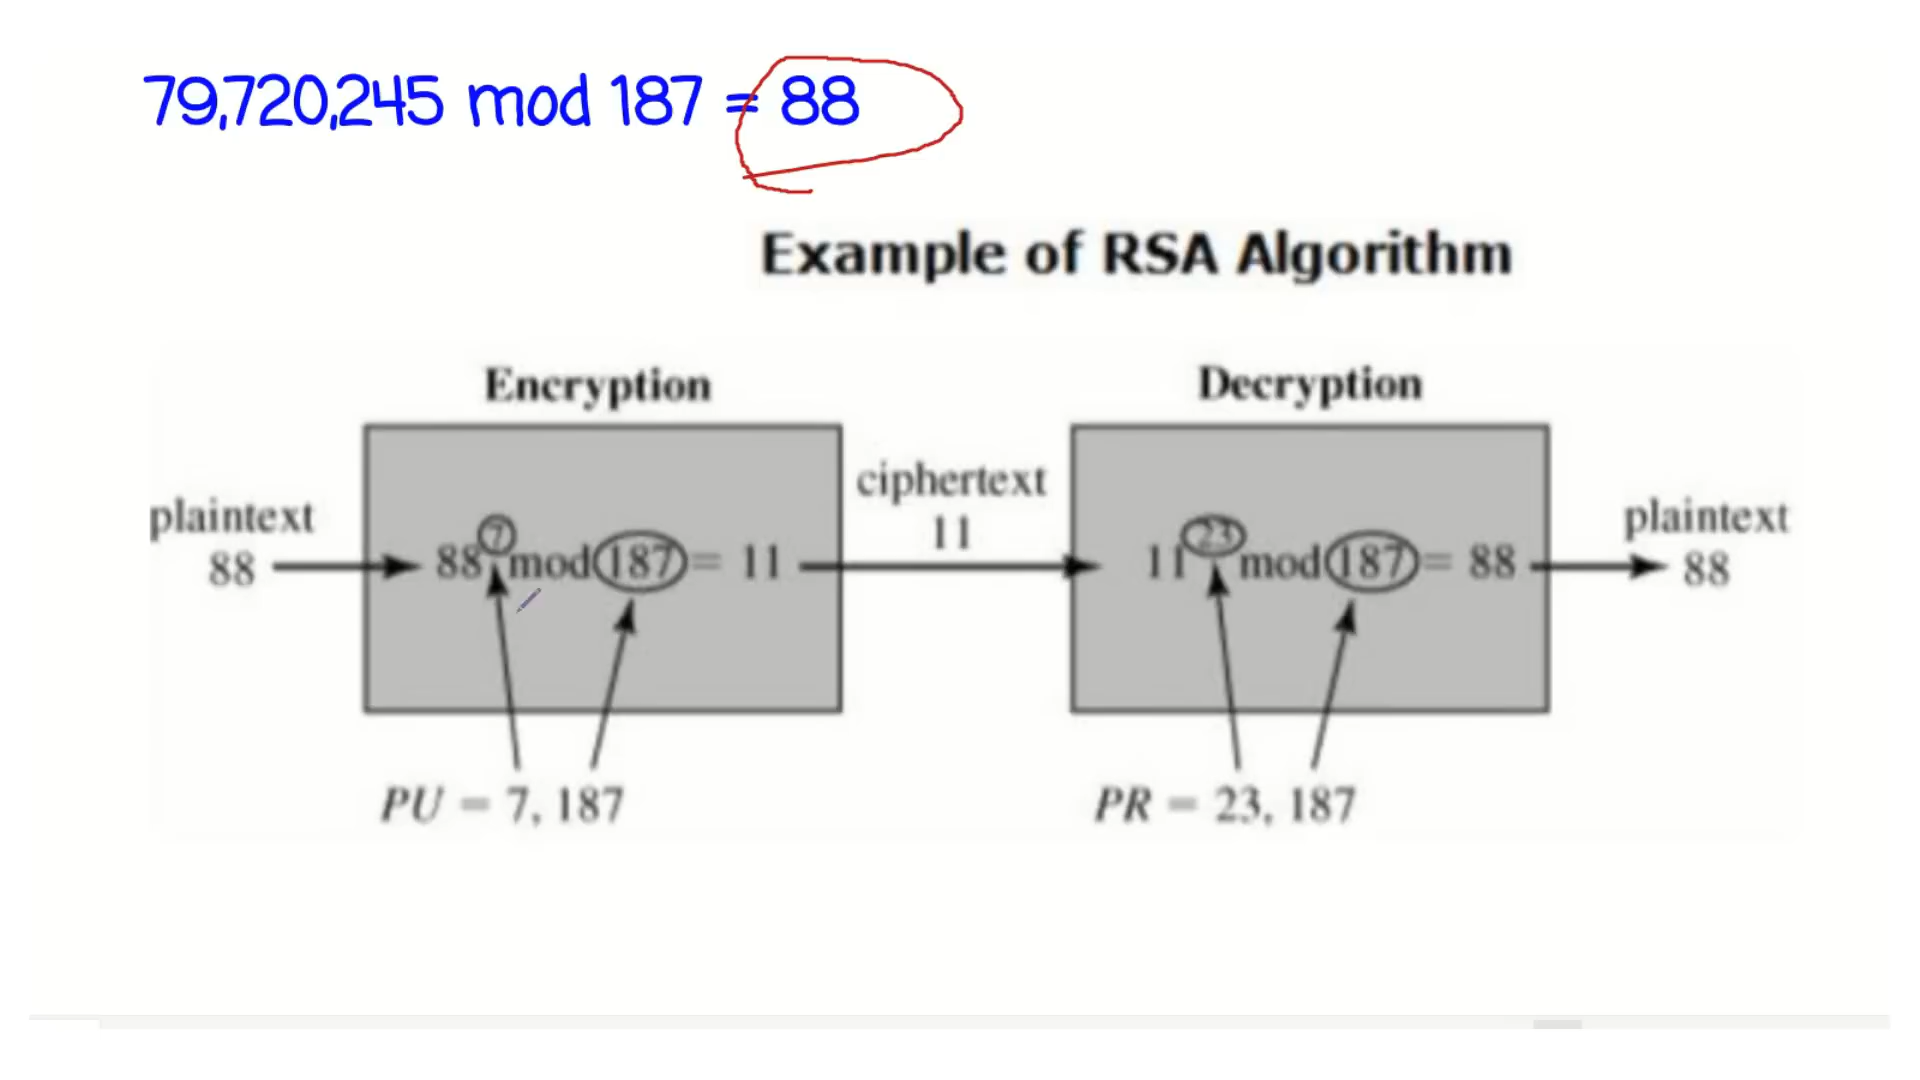 79,720,245 mod 187 = 88
Example of RSA Algorithm
Encryption
Decryption
plaintext
88
88^7 mod 187 = 11
ciphertext
11
11^23 mod 187 = 88
plaintext
88
PU = 7, 187
PR = 23, 187